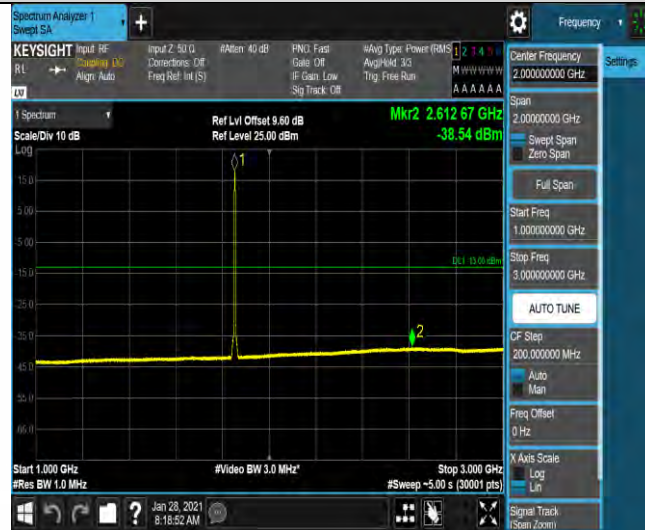 Spectrum Analyzer 1
Swept SA
+
Frequency
KEYSIGHT
Input: RF
Coupling: DC
Align: Auto
Input Z: 50 Ω
Corrections: Off
Freq Ref: Int (S)
#Atten: 40 dB
PNO: Fast
Gate: Off
IF Gain: Low
Sig Track: Off
#Avg Type: Power (RMS
Avg|Hold: 3/3
Trig: Free Run
1 2 3 4 5 6
M W W W W W
A A A A A A
RL
LXI
1 Spectrum
Scale/Div 10 dB
Ref Lvl Offset 9.60 dB
Ref Level 25.00 dBm
Mkr2 2.612 67 GHz
-38.54 dBm
Log
15.0
5.00
-5.00
-15.0
-25.0
-35.0
-45.0
-55.0
-65.0
1
2
DL1 -13.00 dBm
Start 1.000 GHz
#Res BW 1.0 MHz
#Video BW 3.0 MHz*
Stop 3.000 GHz
#Sweep ~5.00 s (30001 pts)
?
Jan 28, 2021
8:18:52 AM
Center Frequency
2.000000000 GHz
Settings
Span
2.00000000 GHz
Swept Span
Zero Span
Full Span
Start Freq
1.000000000 GHz
Stop Freq
3.000000000 GHz
AUTO TUNE
CF Step
200.000000 MHz
Auto
Man
Freq Offset
0 Hz
X Axis Scale
Log
Lin
Signal Track
(Span Zoom)